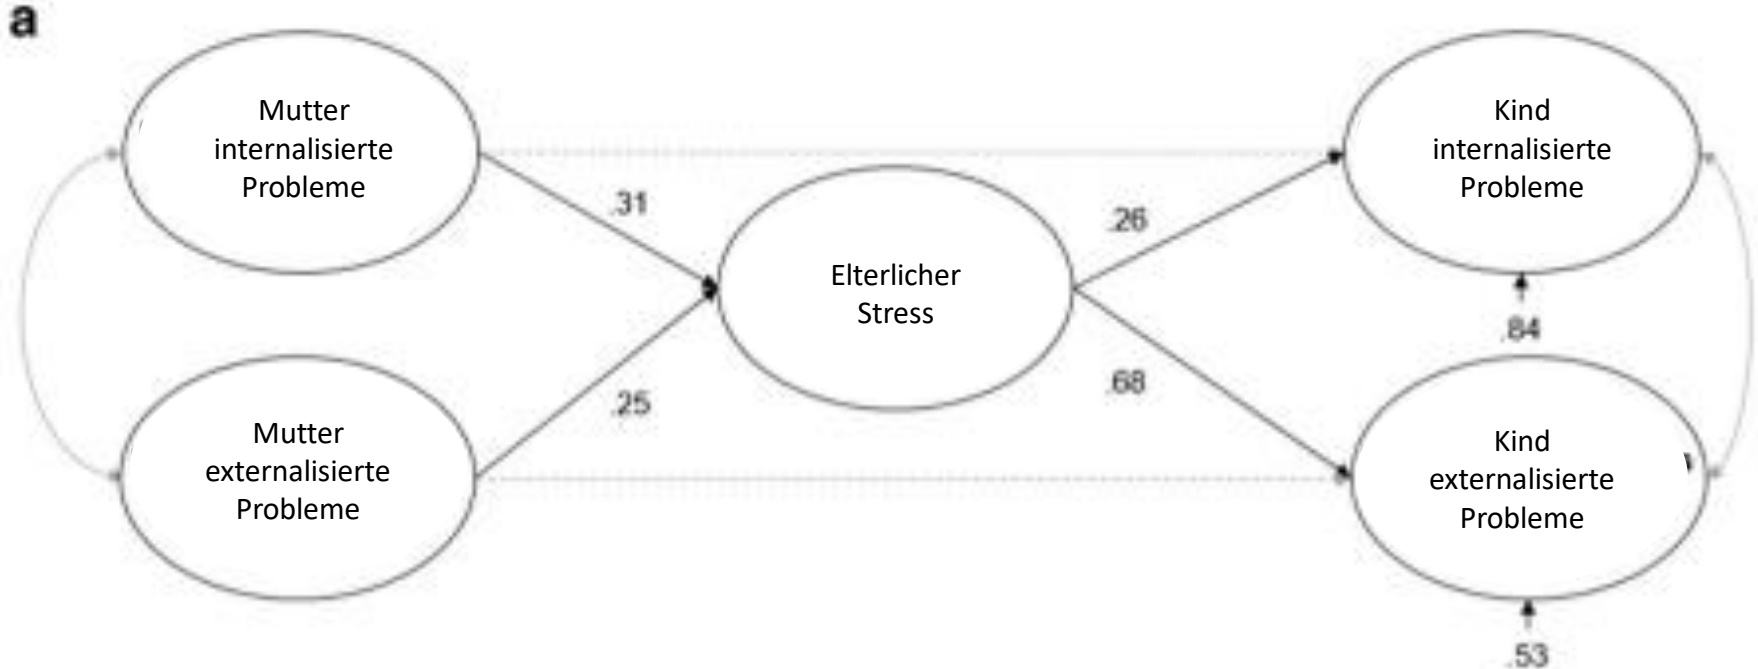 a
Mutter
internalisierte
Probleme
Kind
internalisierte
Probleme
.31
.26
Elterlicher
Stress
.84
.25
.68
Mutter
externalisierte
Probleme
Kind
externalisierte
Probleme
.53